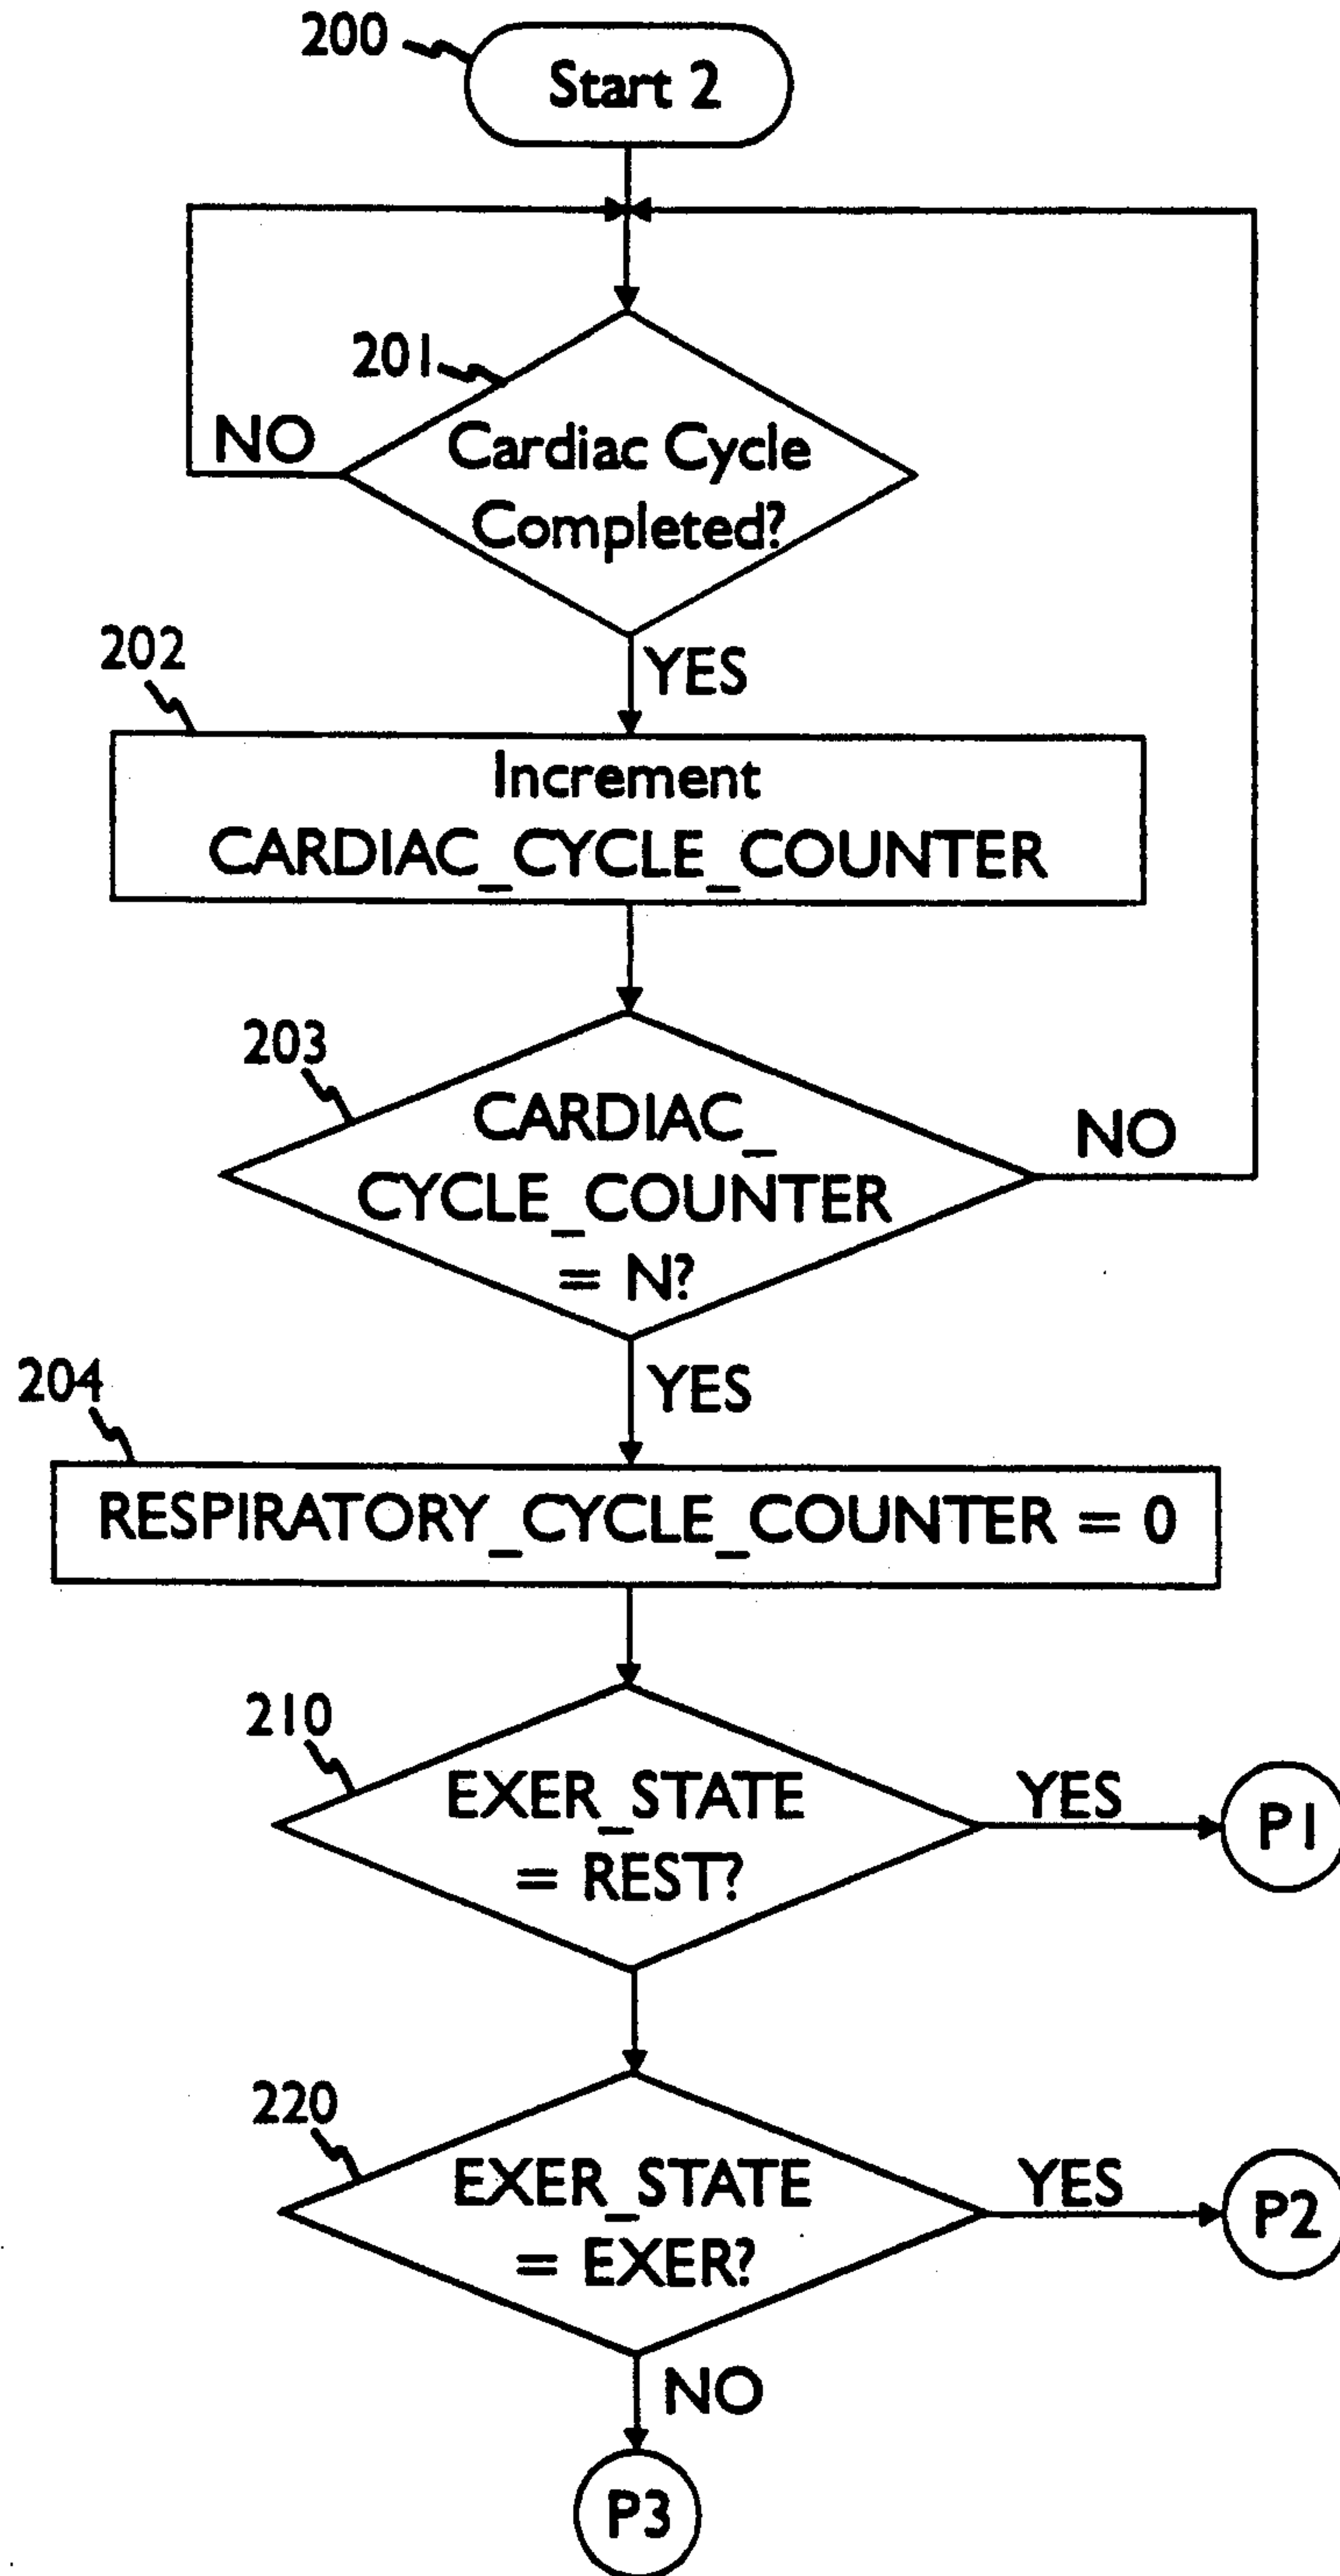 200
Start 2
201
NO
Cardiac Cycle
Completed?
YES
202
Increment
CARDIAC_CYCLE_COUNTER
203
CARDIAC_
CYCLE_COUNTER
= N?
NO
YES
204
RESPIRATORY_CYCLE_COUNTER = 0
210
EXER_STATE
= REST?
YES
P1
220
EXER_STATE
= EXER?
YES
P2
NO
P3